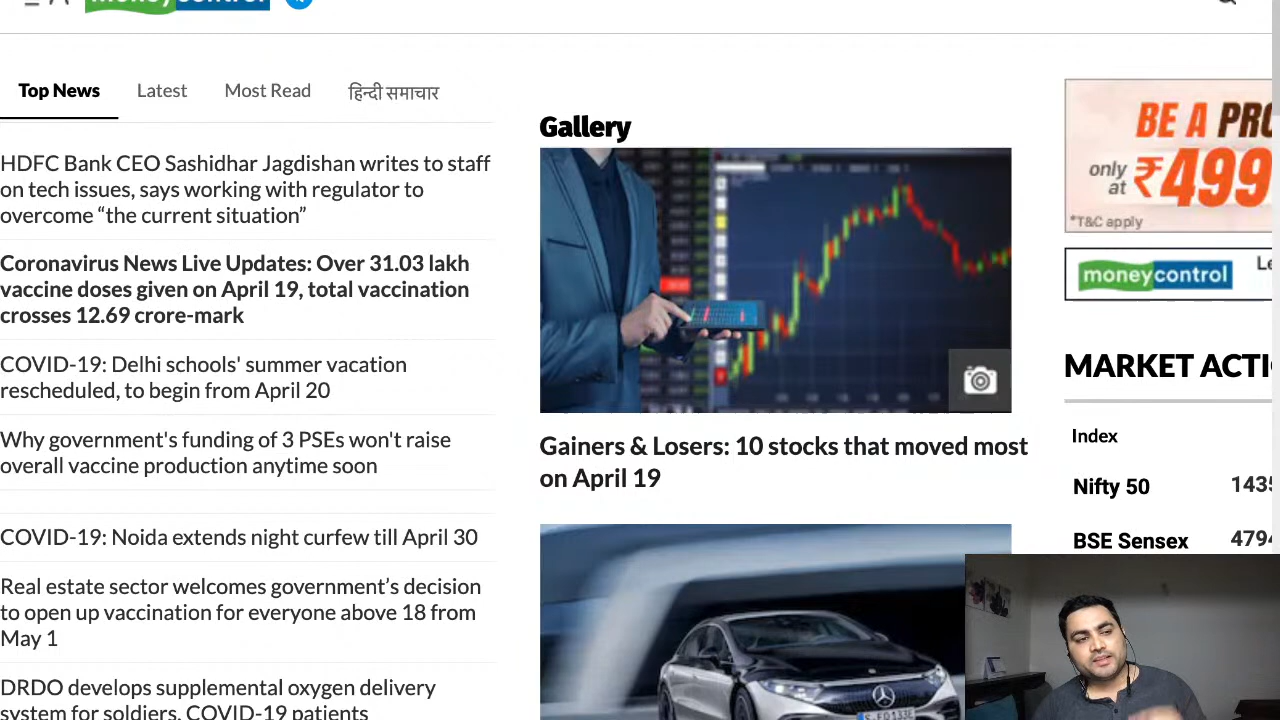 moneycontrol
Top News
Latest
Most Read
हिन्दी समाचार
HDFC Bank CEO Sashidhar Jagdishan writes to staff
on tech issues, says working with regulator to
overcome “the current situation”
Coronavirus News Live Updates: Over 31.03 lakh
vaccine doses given on April 19, total vaccination
crosses 12.69 crore-mark
COVID-19: Delhi schools' summer vacation
rescheduled, to begin from April 20
Why government's funding of 3 PSEs won't raise
overall vaccine production anytime soon
COVID-19: Noida extends night curfew till April 30
Real estate sector welcomes government’s decision
to open up vaccination for everyone above 18 from
May 1
DRDO develops supplemental oxygen delivery
system for soldiers, COVID-19 patients
Gallery
Gainers & Losers: 10 stocks that moved most
on April 19
BE A PRO
only
at ₹499
*T&C apply
moneycontrol
Le
MARKET ACTI
Index
Nifty 50 1435
BSE Sensex 4794